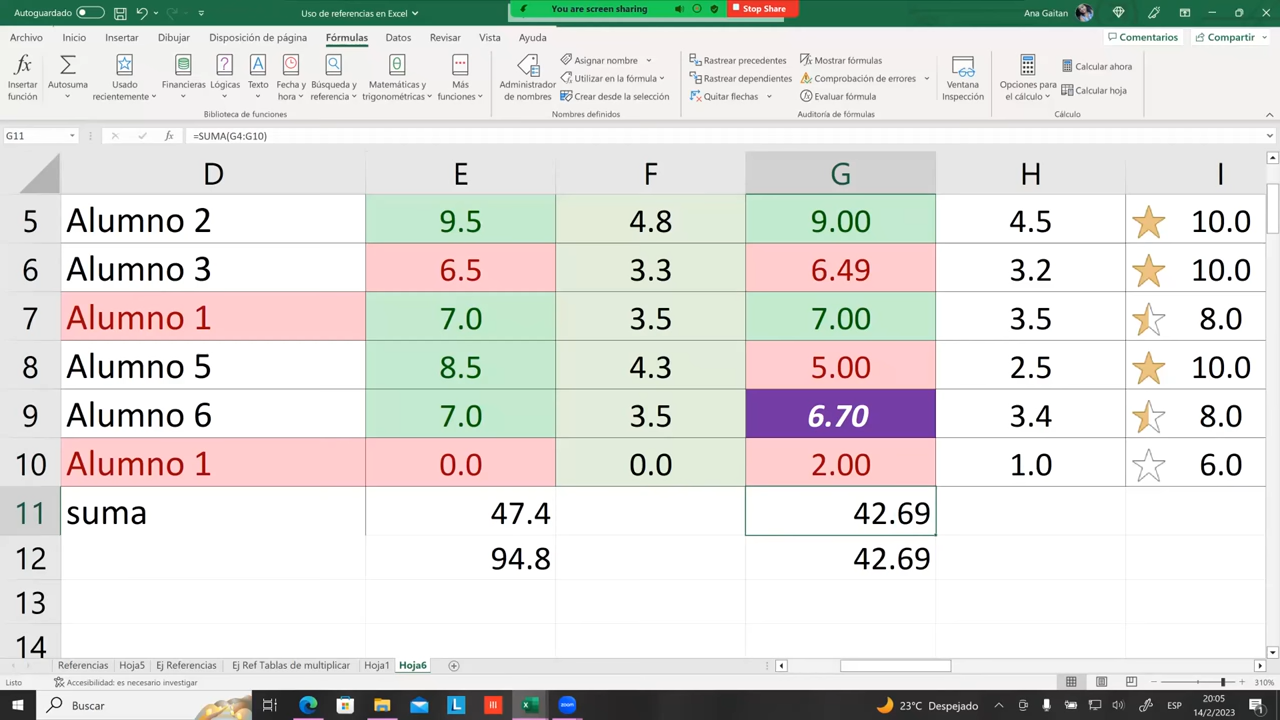 Autoguardado
Uso de referencias en Excel
You are screen sharing
Stop Share
Ana Gaitan
Archivo Inicio Insertar Dibujar Disposición de página Fórmulas Datos Revisar Vista Ayuda
Comentarios
Compartir
Insertar función
Autosuma
Usado recientemente
Financieras
Lógicas
Texto
Fecha y hora
Búsqueda y referencia
Matemáticas y trigonométricas
Más funciones
Biblioteca de funciones
Administrador de nombres
Asignar nombre
Utilizar en la fórmula
Crear desde la selección
Nombres definidos
Rastrear precedentes
Rastrear dependientes
Quitar flechas
Mostrar fórmulas
Comprobación de errores
Evaluar fórmula
Auditoría de fórmulas
Ventana Inspección
Opciones para el cálculo
Calcular ahora
Calcular hoja
Cálculo
G11 fx =SUMA(G4:G10)
D E F G H I
5 Alumno 2 9.5 4.8 9.00 4.5 10.0
6 Alumno 3 6.5 3.3 6.49 3.2 10.0
7 Alumno 1 7.0 3.5 7.00 3.5 8.0
8 Alumno 5 8.5 4.3 5.00 2.5 10.0
9 Alumno 6 7.0 3.5 6.70 3.4 8.0
10 Alumno 1 0.0 0.0 2.00 1.0 6.0
11 suma 47.4 42.69
12 94.8 42.69
13
14
Referencias Hoja5 Ej Referencias Ej Ref Tablas de multiplicar Hoja1 Hoja6
Listo Accesibilidad: es necesario investigar 310%
Buscar
23°C Despejado
ESP
20:05
14/2/2023